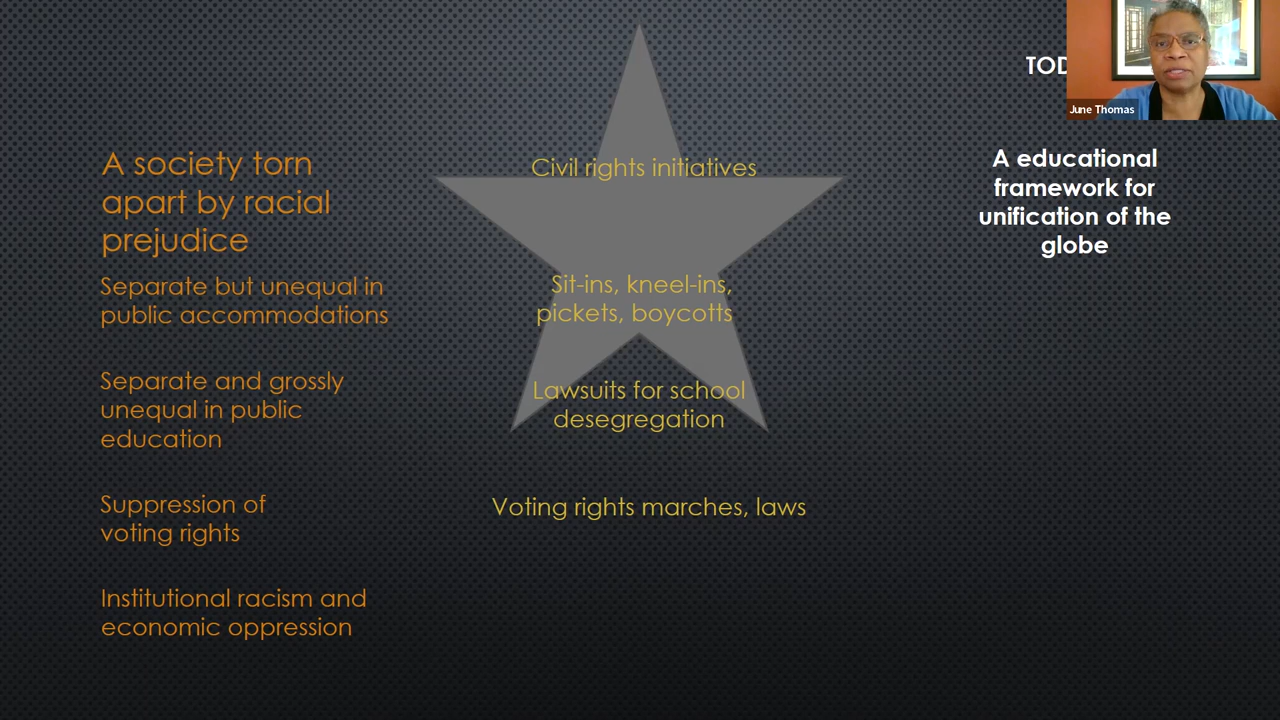 TOD
June Thomas
A society torn
apart by racial
prejudice
Separate but unequal in
public accommodations
Separate and grossly
unequal in public
education
Suppression of
voting rights
Institutional racism and
economic oppression
Civil rights initiatives
Sit-ins, kneel-ins,
pickets, boycotts
Lawsuits for school
desegregation
Voting rights marches, laws
A educational
framework for
unification of the
globe